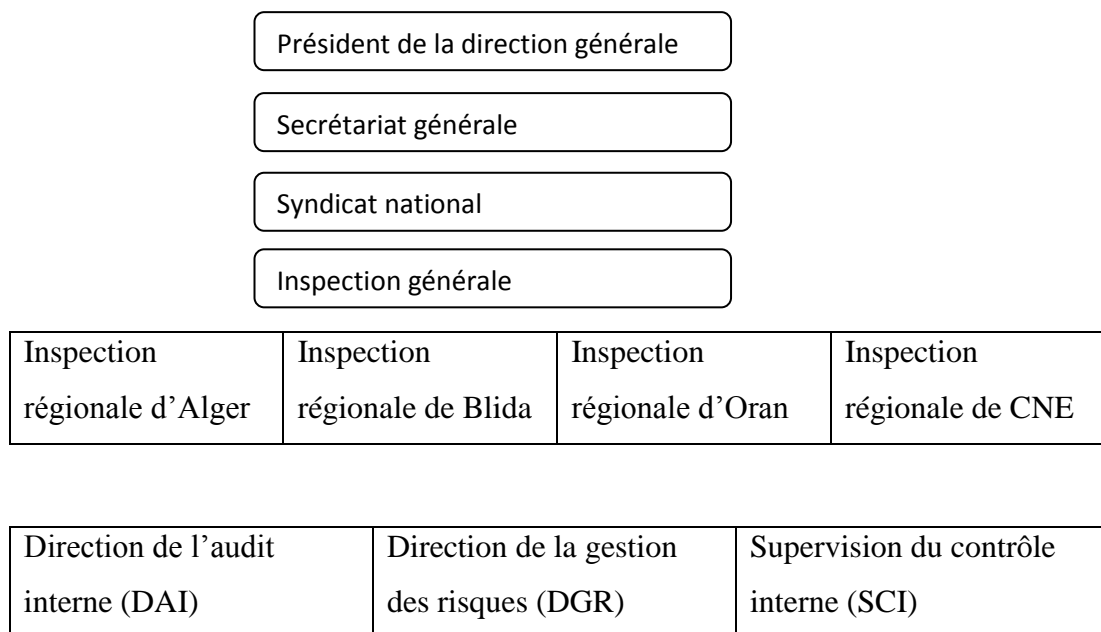 Président de la direction générale
Secrétariat générale
Syndicat national
Inspection générale
Inspection
régionale d’Alger
Inspection
régionale de Blida
Inspection
régionale d’Oran
Inspection
régionale de CNE
Direction de l’audit
interne (DAI)
Direction de la gestion
des risques (DGR)
Supervision du contrôle
interne (SCI)